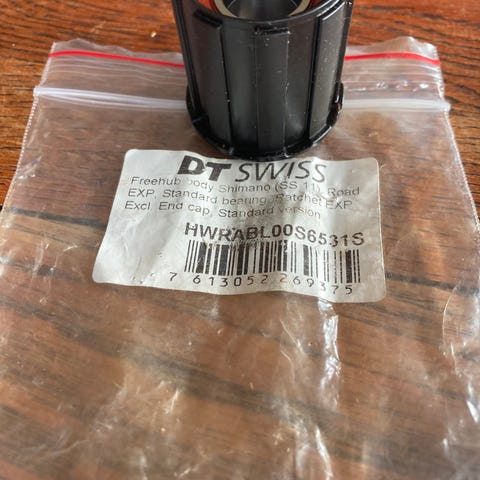 DT SWISS
Freehub body Shimano (SS 11), Road
EXP, Standard bearing, Ratchet EXP
Excl. End cap, Standard version
HWRABL00S6531S
7 613052 269375